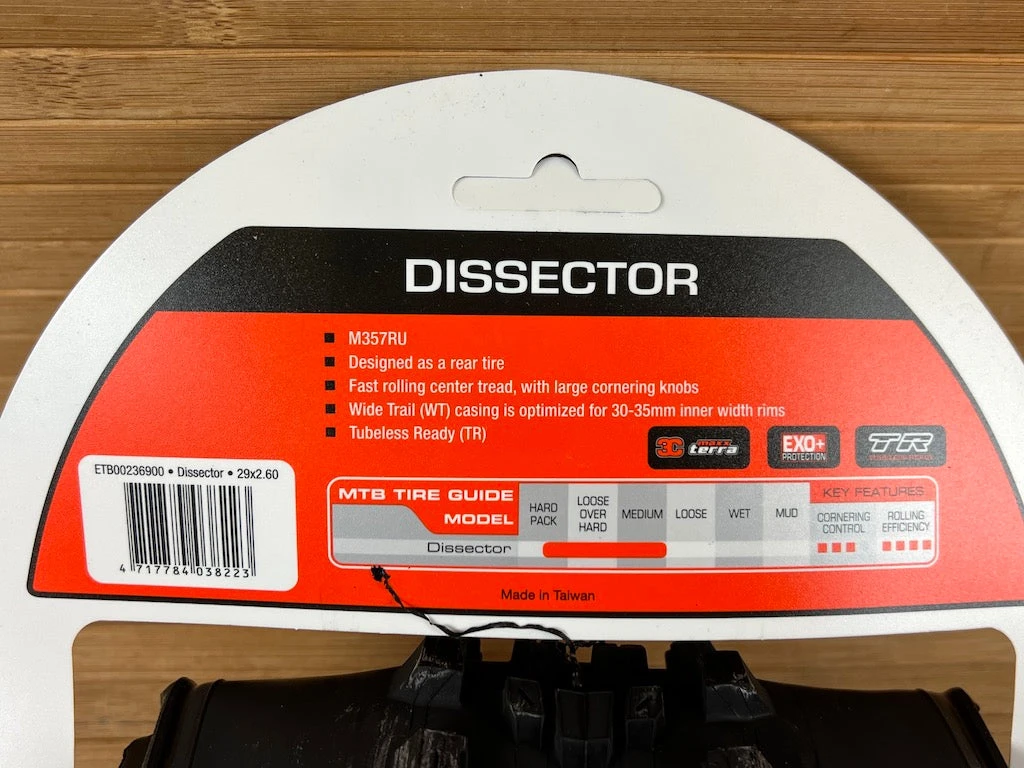 DISSECTOR
M357RU
Designed as a rear tire
Fast rolling center tread, with large cornering knobs
Wide Trail (WT) casing is optimized for 30-35mm inner width rims
Tubeless Ready (TR)
3C maxx terra
EXO+ PROTECTION
TR TUBELESS READY
ETB00236900 • Dissector • 29x2.60
4 717784 038223
MTB TIRE GUIDE
MODEL
HARD PACK
LOOSE OVER HARD
MEDIUM
LOOSE
WET
MUD
KEY FEATURES
CORNERING CONTROL
ROLLING EFFICIENCY
Dissector
Made in Taiwan